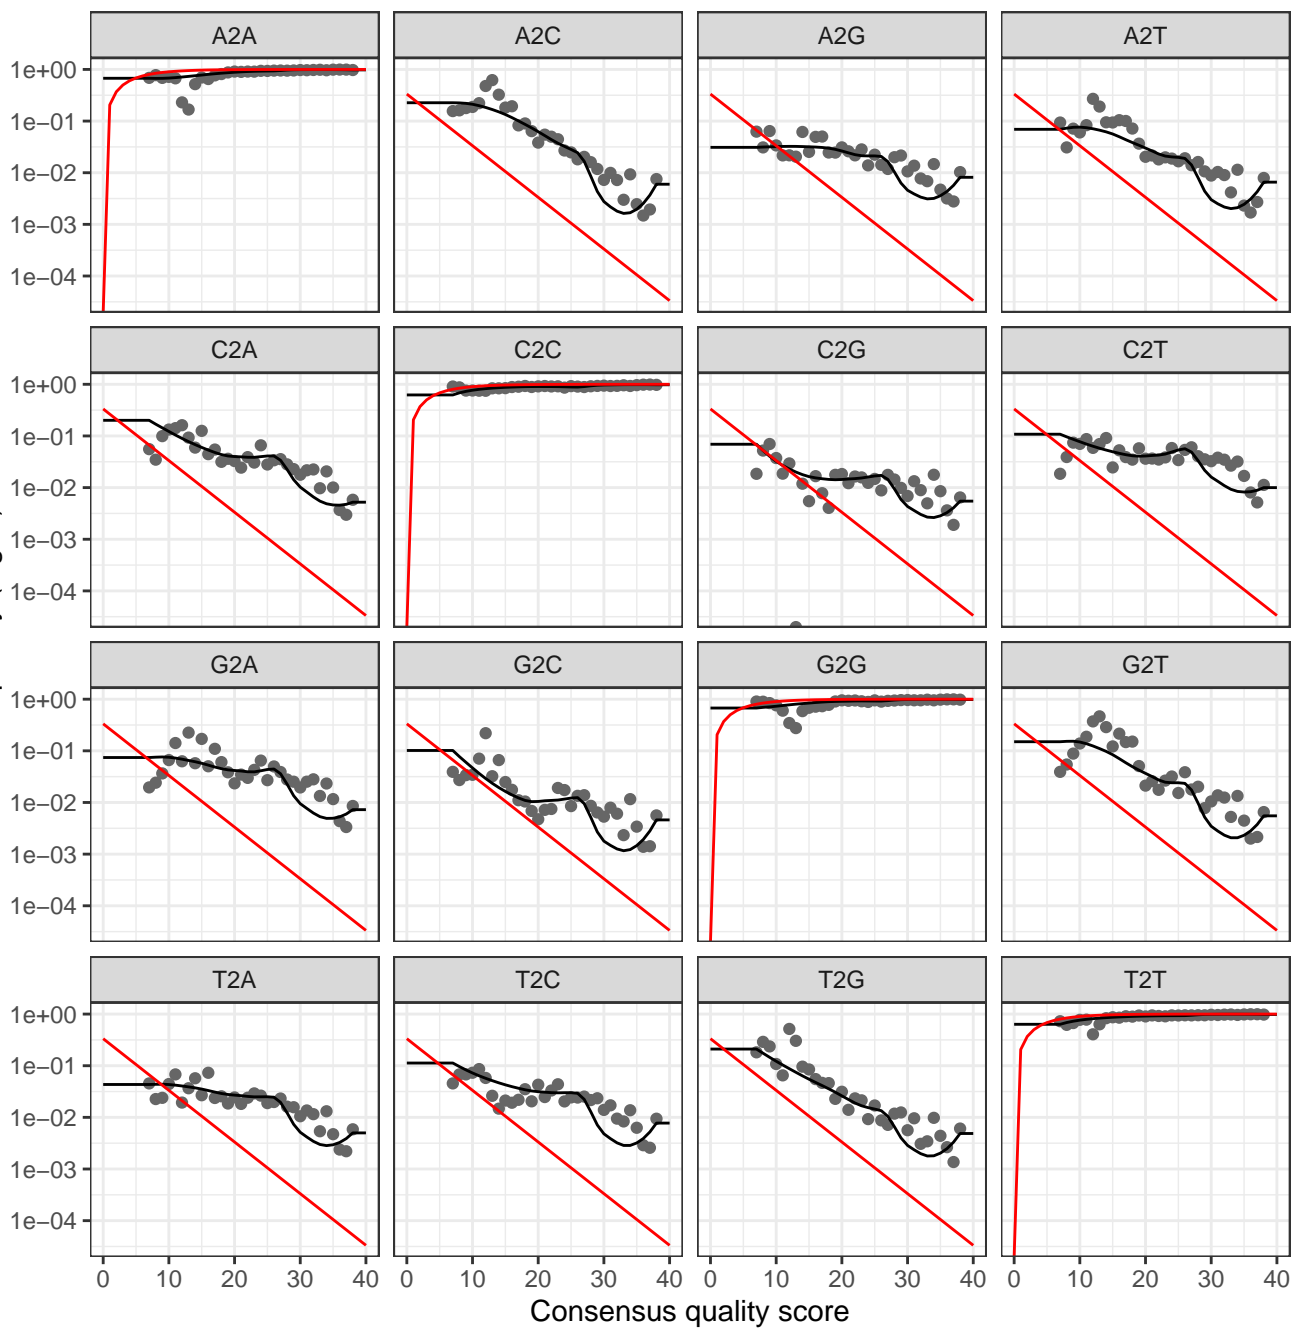 A2A A2C A2G A2T
1e+00
1e−01
1e−02
1e−03
1e−04
C2A C2C C2G C2T
1e+00
1e−01
1e−02
1e−03
1e−04
G2A G2C G2G G2T
1e+00
1e−01
1e−02
1e−03
1e−04
T2A T2C T2G T2T
1e+00
1e−01
1e−02
1e−03
1e−04
0 10 20 30 40 0 10 20 30 40 0 10 20 30 40 0 10 20 30 40
Consensus quality score